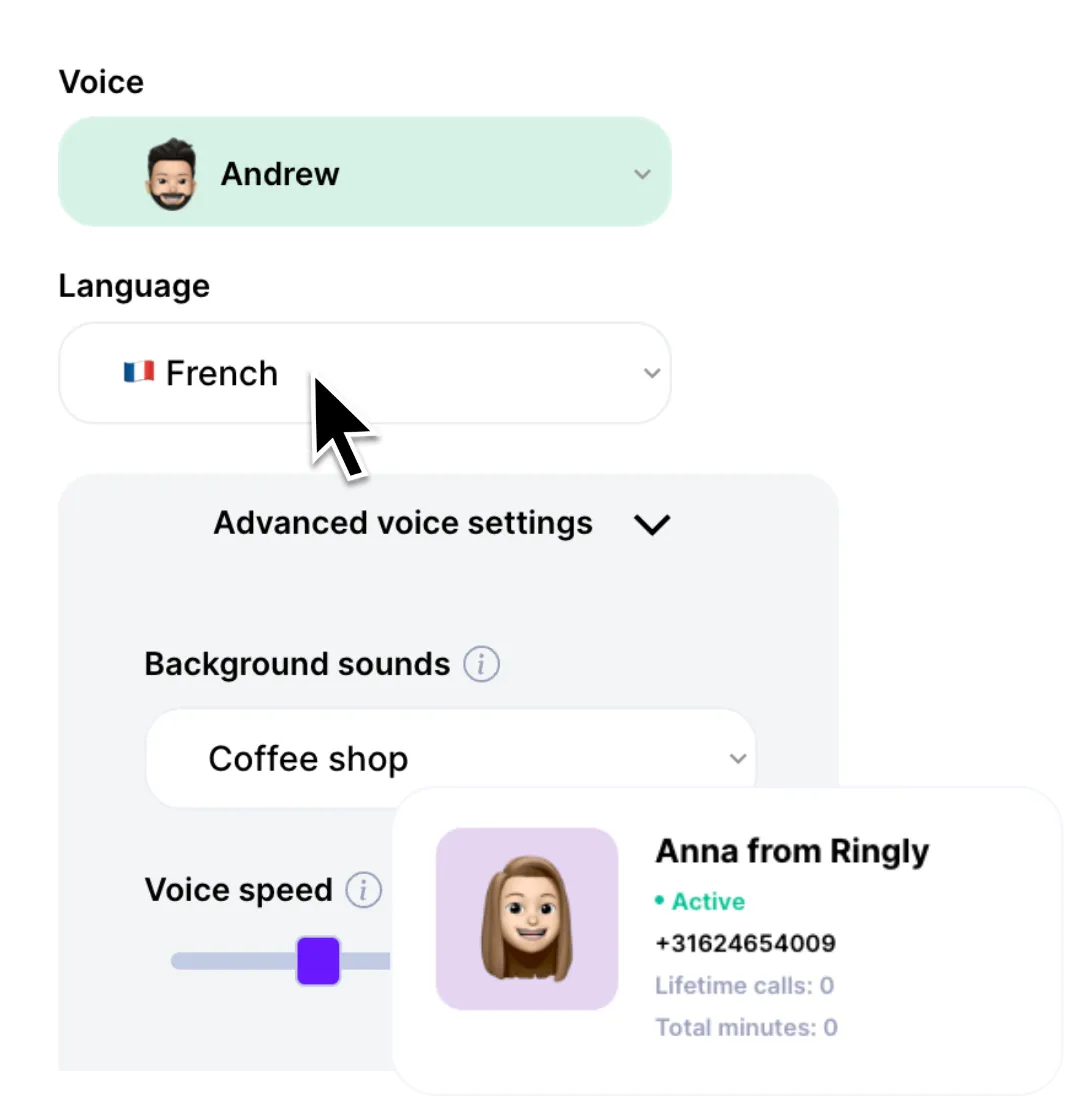 Voice
Andrew
Language
French
Advanced voice settings
Background sounds
Coffee shop
Voice speed
Anna from Ringly
Active
+31624654009
Lifetime calls: 0
Total minutes: 0